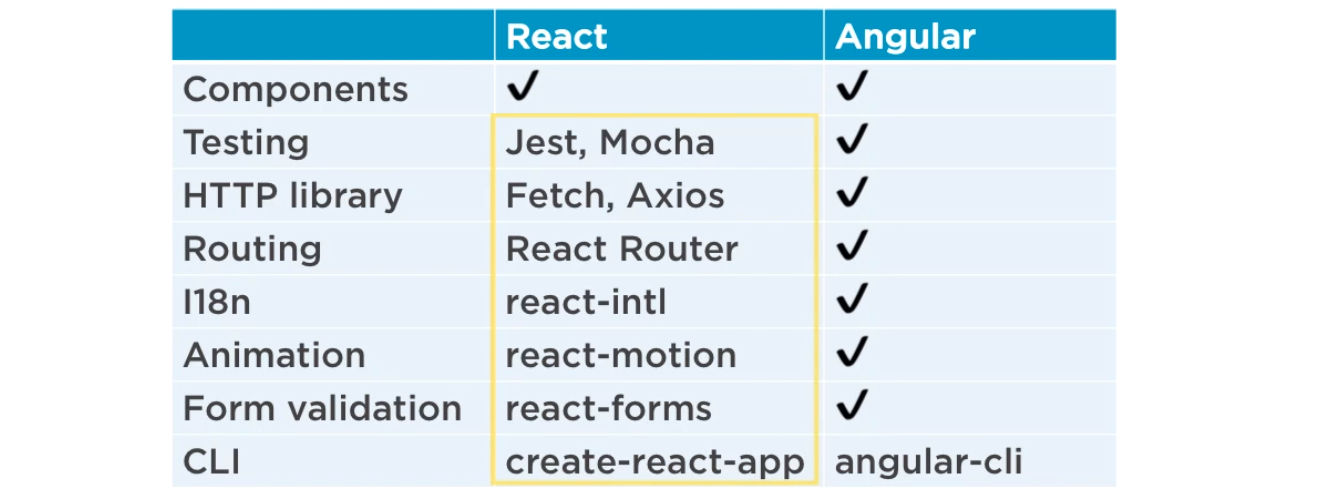 React Angular
Components ✓ ✓
Testing Jest, Mocha ✓
HTTP library Fetch, Axios ✓
Routing React Router ✓
I18n react-intl ✓
Animation react-motion ✓
Form validation react-forms ✓
CLI create-react-app angular-cli